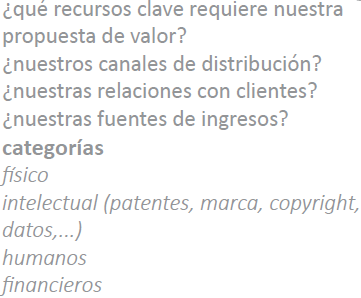 ¿qué recursos clave requiere nuestra
propuesta de valor?
¿nuestros canales de distribución?
¿nuestras relaciones con clientes?
¿nuestras fuentes de ingresos?
categorías
físico
intelectual (patentes, marca, copyright,
datos,...)
humanos
financieros